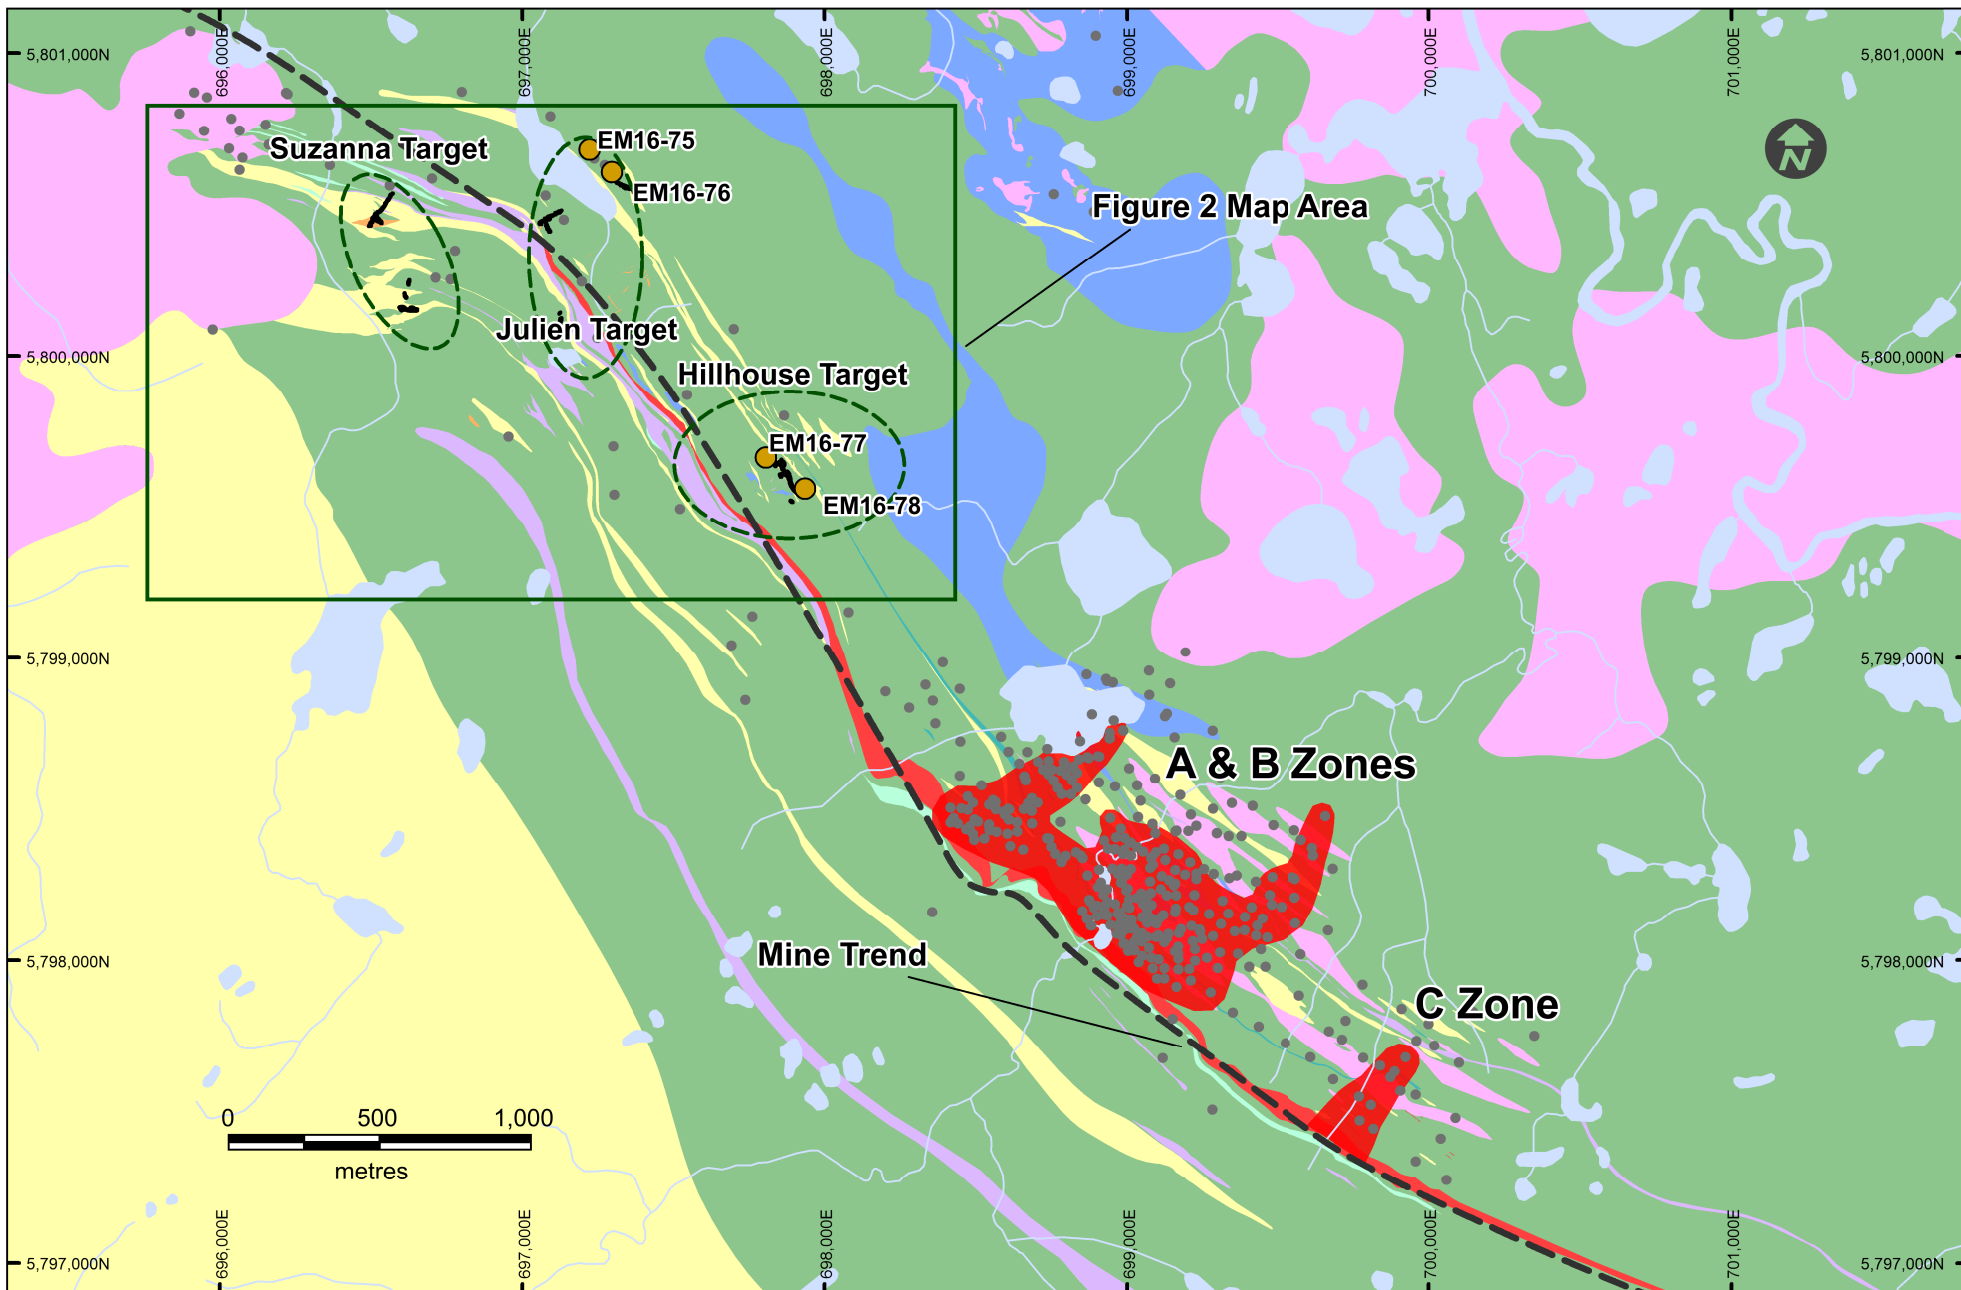 696,000E
697,000E
698,000E
699,000E
700,000E
701,000E
5,801,000N
5,801,000N
EM16-75
Suzanna Target
EM16-76
N
Figure 2 Map Area
Julien Target
5,800,000N
5,800,000N
Hillhouse Target
EM16-77
EM16-78
5,799,000N
5,799,000N
A & B Zones
Mine Trend
5,798,000N
5,798,000N
C Zone
0 500 1,000
metres
5,797,000N
5,797,000N
696,000E
697,000E
698,000E
699,000E
700,000E
701,000E